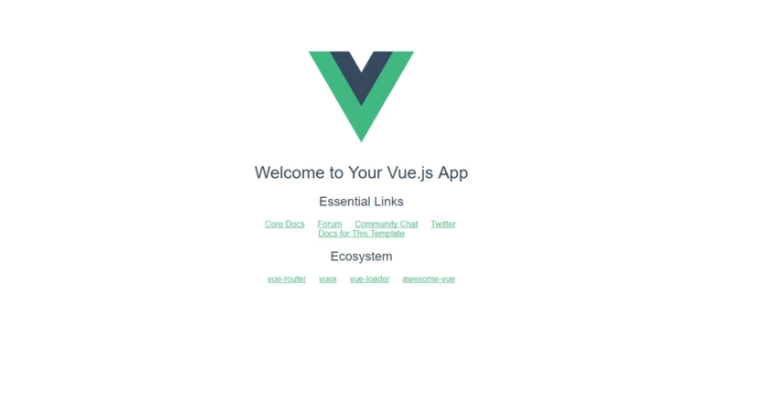 Welcome to Your Vue.js App
Essential Links
Core Docs Forum Community Chat Twitter
Docs for This Template
Ecosystem
vue-router vuex vue-loader awesome-vue